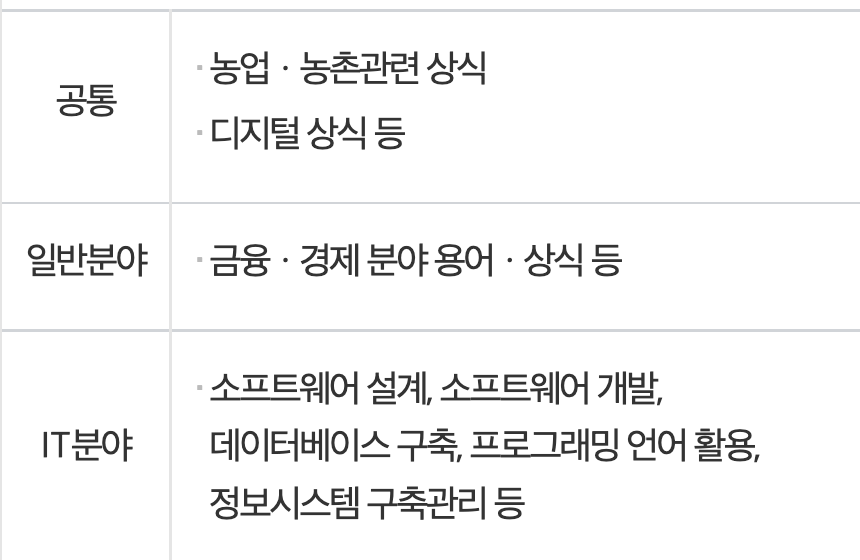 공통
· 농업 · 농촌관련 상식
· 디지털 상식 등
일반분야
· 금융 · 경제 분야 용어 · 상식 등
IT분야
· 소프트웨어 설계, 소프트웨어 개발,
데이터베이스 구축, 프로그래밍 언어 활용,
정보시스템 구축관리 등